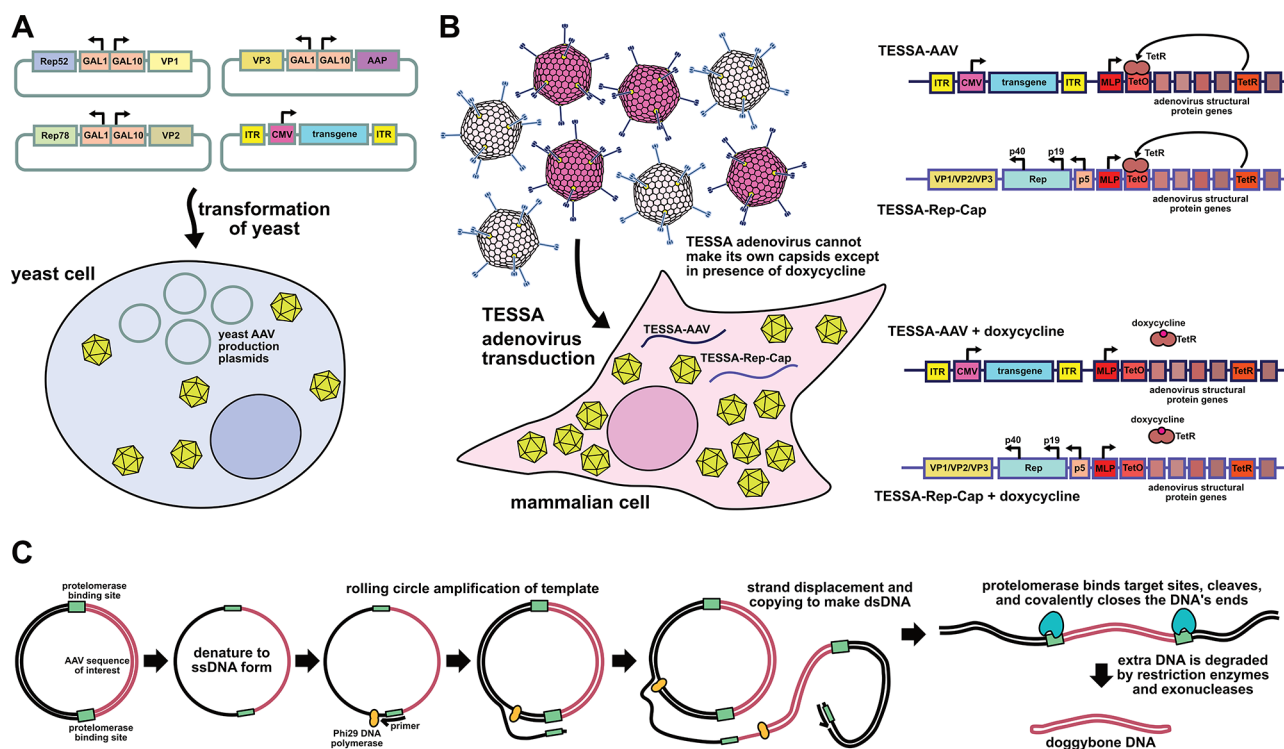 A
Rep52 GAL1 GAL10 VP1
VP3 GAL1 GAL10 AAP
Rep78 GAL1 GAL10 VP2
ITR CMV transgene ITR
transformation
of yeast
yeast cell
yeast AAV
production
plasmids
B
TESSA adenovirus cannot
make its own capsids except
in presence of doxycycline
TESSA
adenovirus
transduction
TESSA-AAV
TESSA-Rep-Cap
mammalian cell
TESSA-AAV
TetR
ITR CMV transgene ITR MLP TetO TetR
adenovirus structural
protein genes
p40 p19 TetR
VP1/VP2/VP3 Rep p5 MLP TetO TetR
TESSA-Rep-Cap
adenovirus structural
protein genes
TESSA-AAV + doxycycline
doxycycline
TetR
ITR CMV transgene ITR MLP TetO TetR
adenovirus structural
protein genes
doxycycline
p40 p19 TetR
VP1/VP2/VP3 Rep p5 MLP TetO TetR
TESSA-Rep-Cap + doxycycline
adenovirus structural
protein genes
C
protelomerase
binding site
AAV sequence
of interest
protelomerase
binding site
denature to
ssDNA form
rolling circle amplification of template
Phi29 DNA
polymerase
primer
strand displacement and
copying to make dsDNA
protelomerase binds target sites, cleaves,
and covalently closes the DNA's ends
extra DNA is degraded
by restriction enzymes
and exonucleases
doggybone DNA